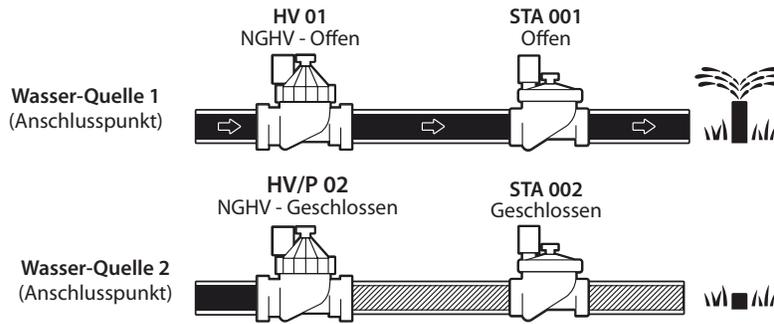 HV 01
NGHV - Offen
STA 001
Offen
Wasser-Quelle 1
(Anschlusspunkt)
HV/P 02
NGHV - Geschlossen
STA 002
Geschlossen
Wasser-Quelle 2
(Anschlusspunkt)